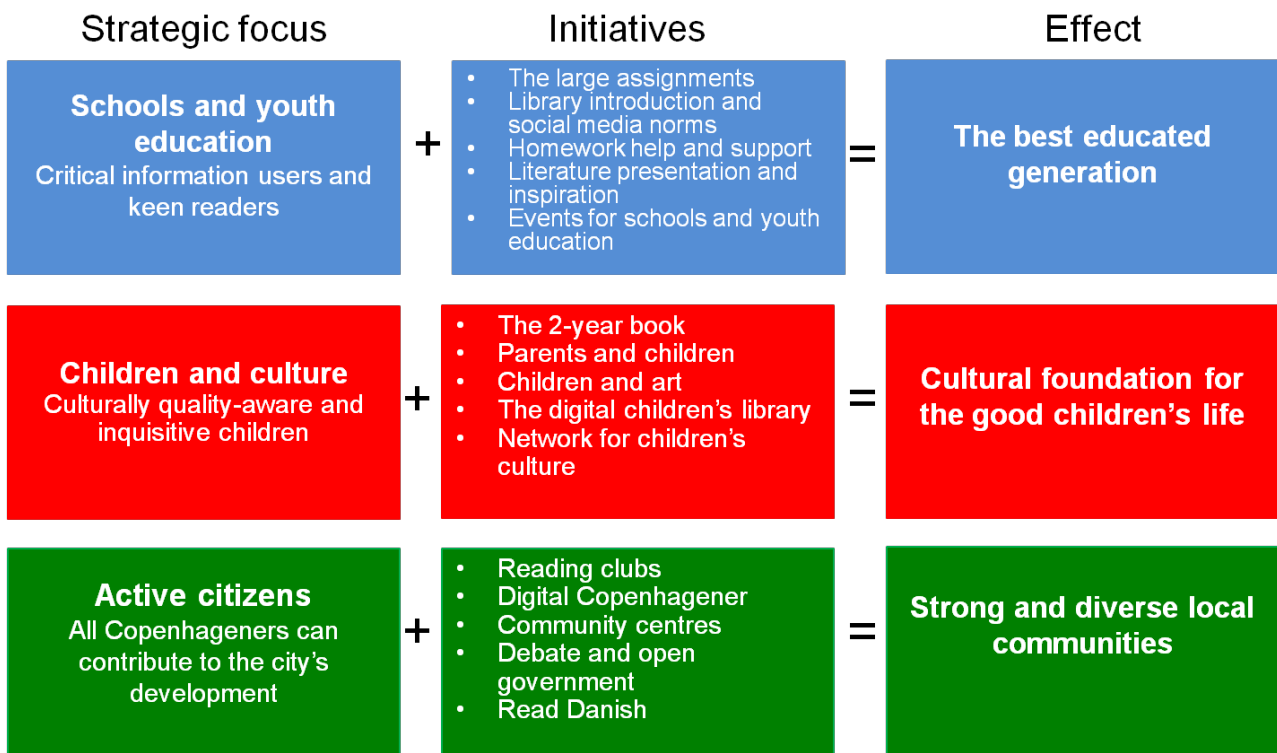 Strategic focus
Initiatives
Effect
Schools and youth
education
Critical information users and
keen readers
+
• The large assignments
• Library introduction and
social media norms
• Homework help and support
• Literature presentation and
inspiration
• Events for schools and youth
education
=
The best educated
generation
Children and culture
Culturally quality-aware and
inquisitive children
+
• The 2-year book
• Parents and children
• Children and art
• The digital children's library
• Network for children's
culture
=
Cultural foundation for
the good children's life
Active citizens
All Copenhageners can
contribute to the city's
development
+
• Reading clubs
• Digital Copenhagener
• Community centres
• Debate and open
government
• Read Danish
=
Strong and diverse local
communities